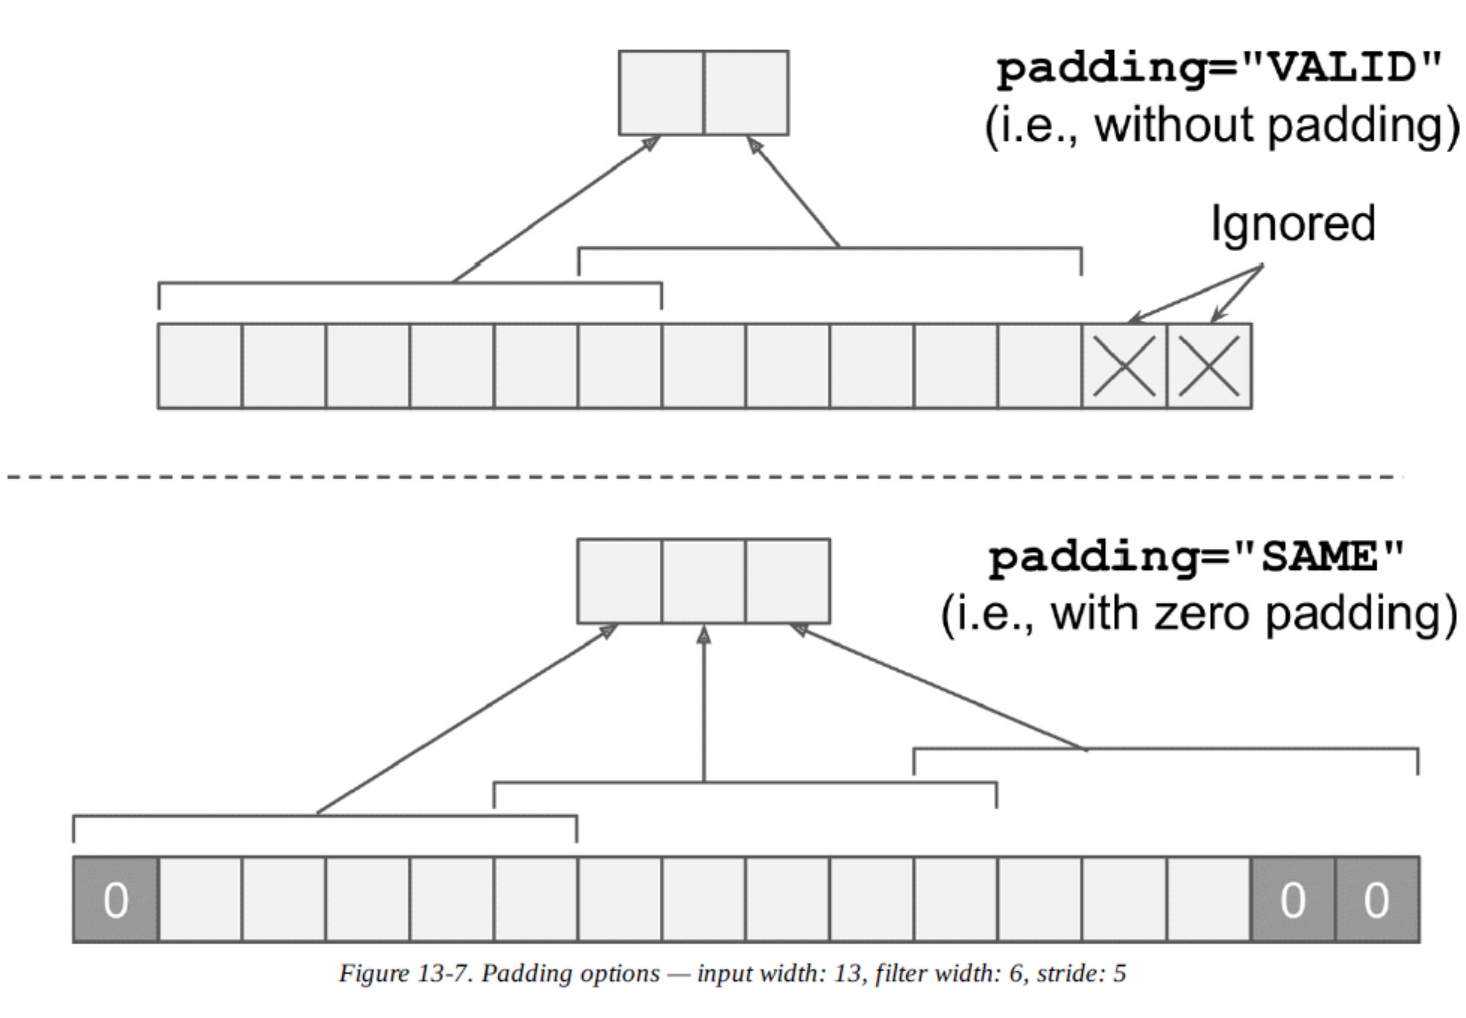 padding="VALID"
(i.e., without padding)
Ignored
padding="SAME"
(i.e., with zero padding)
0
0
0
Figure 13-7. Padding options — input width: 13, filter width: 6, stride: 5